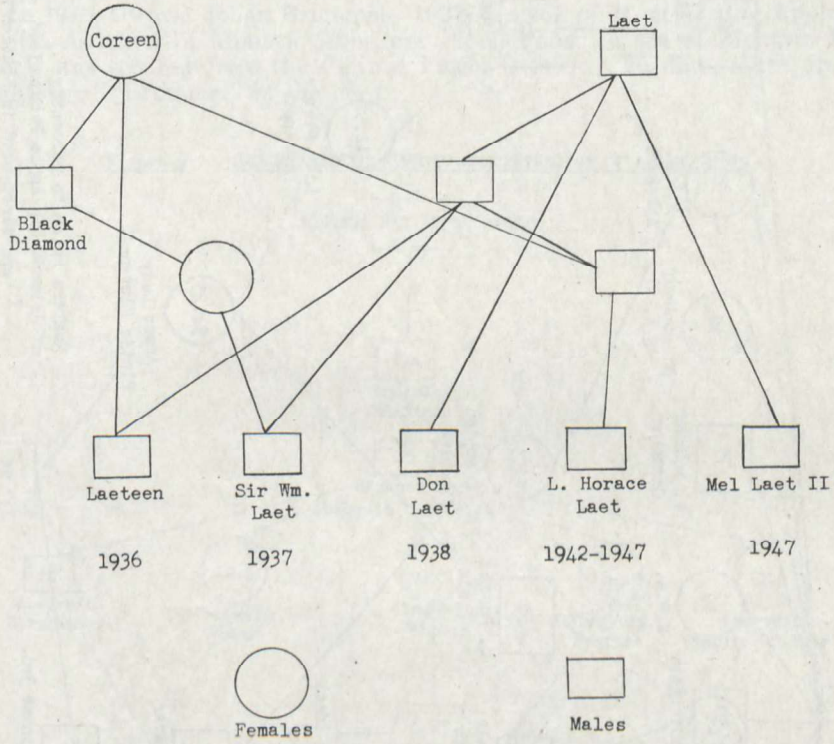 Coreen
Laet
Black
Diamond
Laeteen
Sir Wm.
Laet
Don
Laet
L. Horace
Laet
Mel Laet II
1936
1937
1938
1942-1947
1947
Females
Males